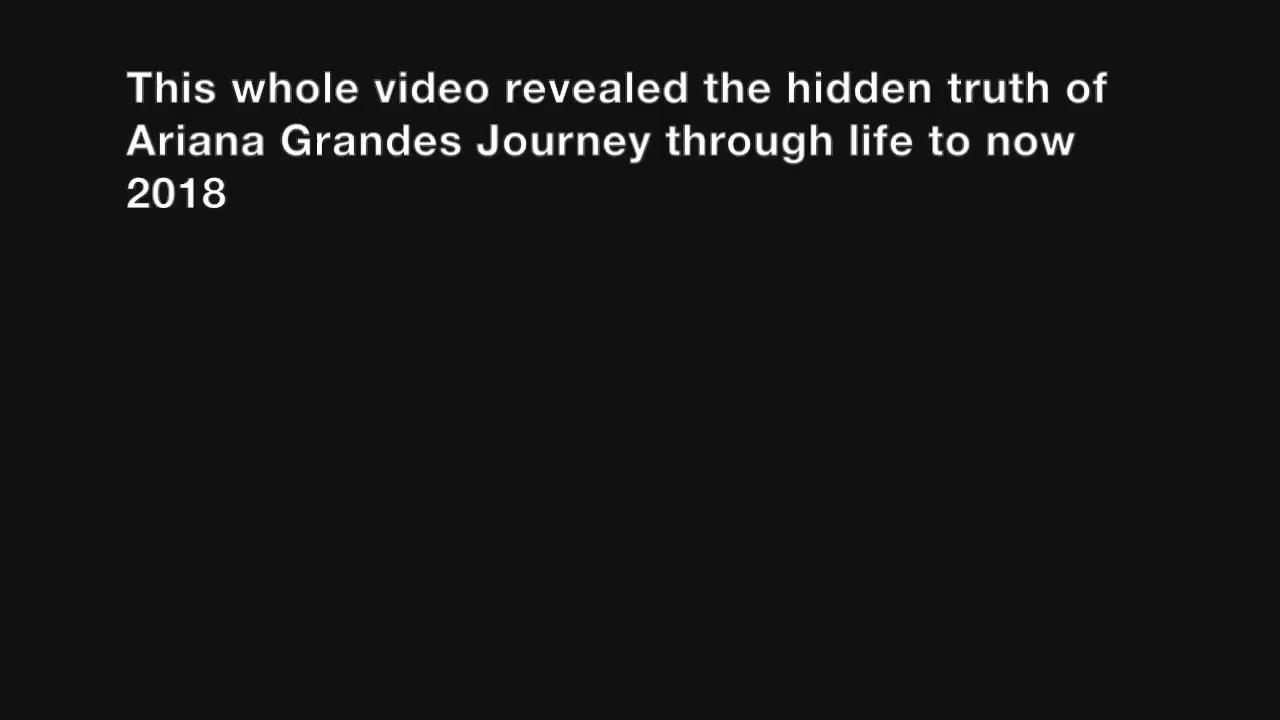 This whole video revealed the hidden truth of
Ariana Grandes Journey through life to now
2018